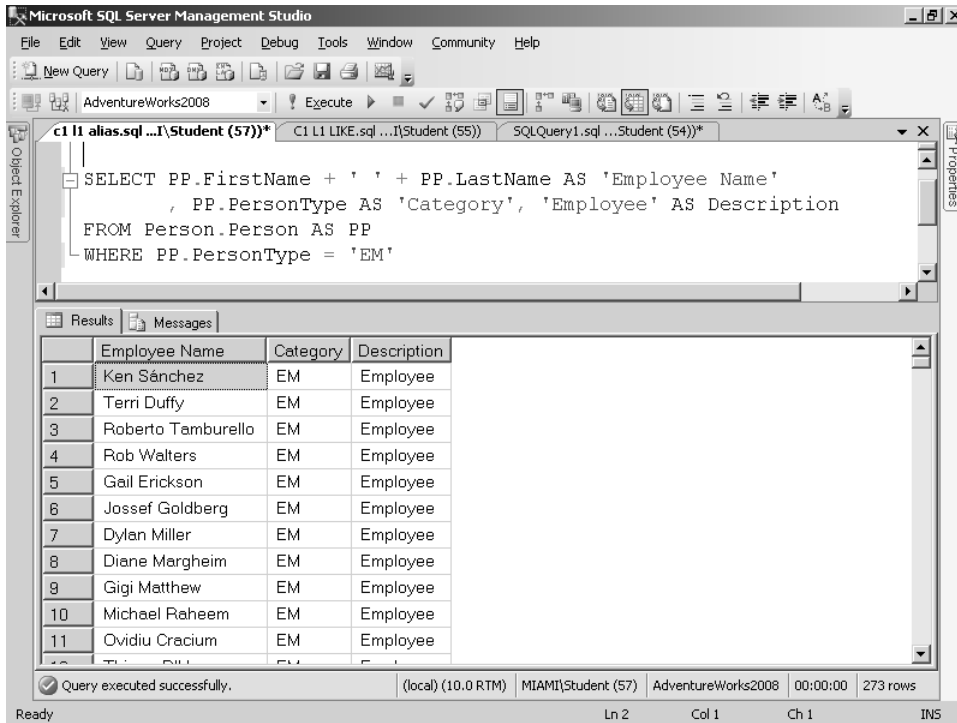 Microsoft SQL Server Management Studio
File Edit View Query Project Debug Tools Window Community Help
New Query
AdventureWorks2008 Execute
c1 l1 alias.sql ...I\Student (57))* C1 L1 LIKE.sql ...I\Student (55)) SQLQuery1.sql ...Student (54))*
Object Explorer
Properties
SELECT PP.FirstName + ' ' + PP.LastName AS 'Employee Name'
, PP.PersonType AS 'Category', 'Employee' AS Description
FROM Person.Person AS PP
WHERE PP.PersonType = 'EM'
Results Messages
Employee Name Category Description
1 Ken Sánchez EM Employee
2 Terri Duffy EM Employee
3 Roberto Tamburello EM Employee
4 Rob Walters EM Employee
5 Gail Erickson EM Employee
6 Jossef Goldberg EM Employee
7 Dylan Miller EM Employee
8 Diane Margheim EM Employee
9 Gigi Matthew EM Employee
10 Michael Raheem EM Employee
11 Ovidiu Cracium EM Employee
Query executed successfully. (local) (10.0 RTM) MIAMI\Student (57) AdventureWorks2008 00:00:00 273 rows
Ready Ln 2 Col 1 Ch 1 INS